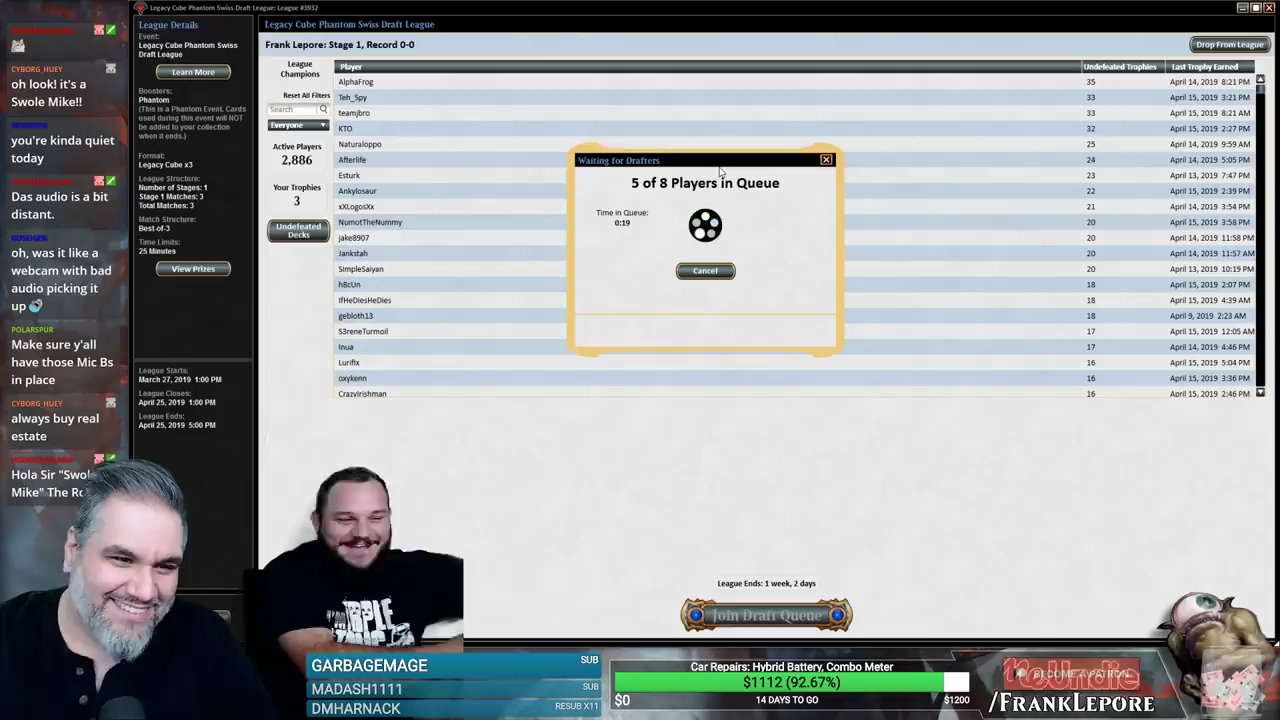 Legacy Cube Phantom Swiss Draft League: League #3932
CYBORG_HUEY
oh look! it's a
Swole Mike!!
you're kinda quiet
today
Das audio is a bit
distant.
oh, was it like a
webcam with bad
audio picking it
up
POLARSPUR
Make sure y'all
have those Mic Bs
in place
CYBORG_HUEY
always buy real
estate
Hola Sir "Swol
Mike" The Ro
League Details
Event:
Legacy Cube Phantom Swiss
Draft League
Learn More
Boosters:
Phantom
(This is a Phantom Event. Cards
used during this event will NOT
be added to your collection
when it ends.)
Format:
Legacy Cube x3
League Structure:
Number of Stages: 1
Stage 1 Matches: 3
Total Matches: 3
Match Structure:
Best-of-3
Time Limits:
25 Minutes
View Prizes
League Starts:
March 27, 2019 1:00 PM
League Closes:
April 25, 2019 1:00 PM
League Ends:
April 25, 2019 5:00 PM
Legacy Cube Phantom Swiss Draft League
Frank Lepore: Stage 1, Record 0-0
Drop From League
League
Champions
Reset All Filters
Search
Everyone
Active Players
2,886
Your Trophies
3
Undefeated
Decks
Player Undefeated Trophies Last Trophy Earned
AlphaFrog 35 April 14, 2019 8:21 PM
Teh_Spy 33 April 15, 2019 3:21 PM
teamjbro 33 April 15, 2019 8:21 AM
KTO 32 April 15, 2019 2:27 PM
Naturaloppo 25 April 14, 2019 9:59 AM
Afterlife 24 April 14, 2019 5:05 PM
Esturk 23 April 13, 2019 7:47 PM
Ankylosaur 22 April 15, 2019 2:39 PM
xXLogosXx 21 April 14, 2019 3:54 PM
NumotTheNummy 20 April 15, 2019 3:58 PM
jake8907 20 April 14, 2019 11:58 PM
Jankstah 20 April 14, 2019 11:57 AM
SimpleSaiyan 20 April 13, 2019 10:19 PM
h8cUn 18 April 15, 2019 2:07 PM
IfHeDiesHeDies 18 April 15, 2019 4:39 AM
gebloth13 18 April 9, 2019 2:23 AM
S3reneTurmoil 17 April 15, 2019 12:05 AM
Inua 17 April 14, 2019 4:46 PM
Lurifix 16 April 15, 2019 5:04 PM
oxykenn 16 April 15, 2019 3:36 PM
CrazyIrishman 16 April 15, 2019 2:46 PM
Waiting for Drafters
5 of 8 Players in Queue
Time in Queue:
0:19
Cancel
League Ends: 1 week, 2 days
Join Draft Queue
GARBAGEMAGE SUB
MADASH1111 SUB
DMHARNACK RESUB X11
Car Repairs: Hybrid Battery, Combo Meter
$1112 (92.67%)
$0 14 DAYS TO GO $1200
BECOME A PATRON
/FRANKLEPORE